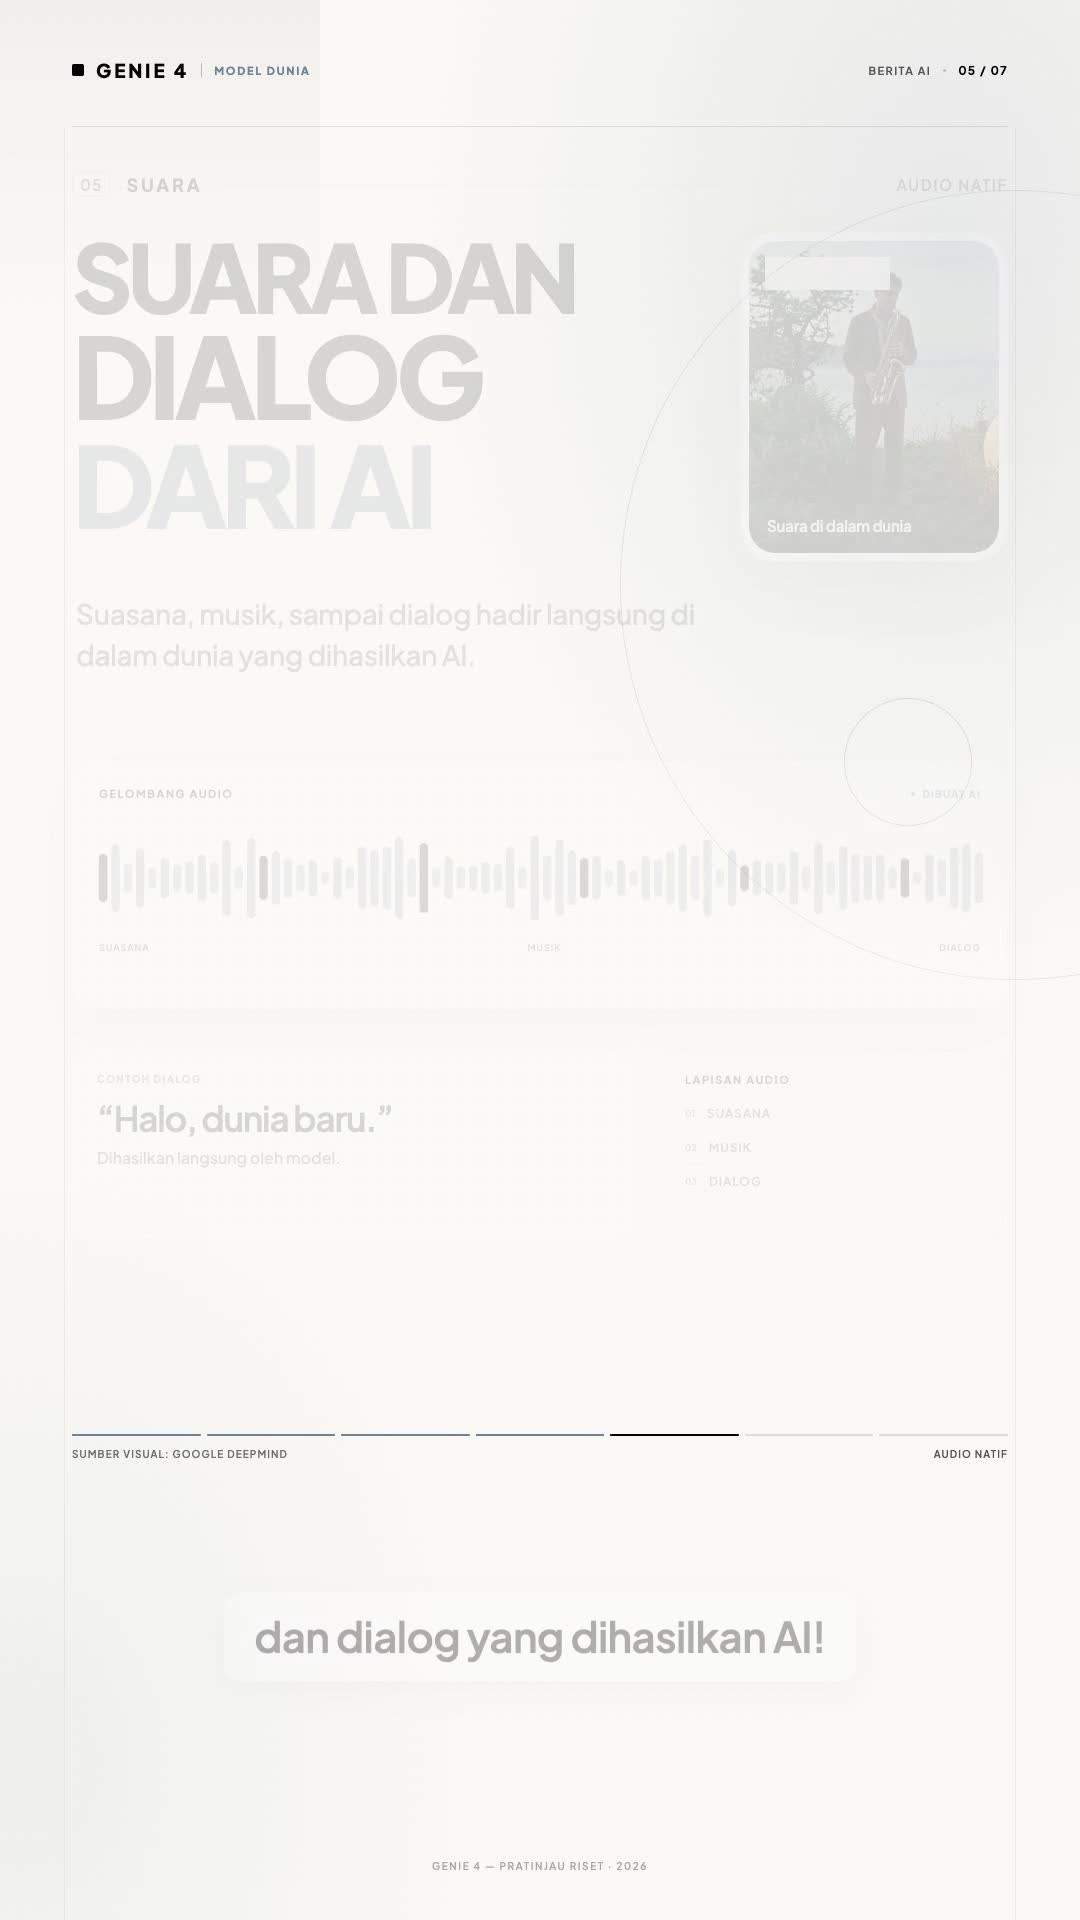 GENIE 4 | MODEL DUNIA
BERITA AI · 05 / 07
05 SUARA
AUDIO NATIF
SUARA DAN
DIALOG
DARI AI
Suara di dalam dunia
Suasana, musik, sampai dialog hadir langsung di
dalam dunia yang dihasilkan AI.
GELOMBANG AUDIO
• DIBUAT AI
SUASANA
MUSIK
DIALOG
CONTOH DIALOG
“Halo, dunia baru.”
Dihasilkan langsung oleh model.
LAPISAN AUDIO
01 SUASANA
02 MUSIK
03 DIALOG
SUMBER VISUAL: GOOGLE DEEPMIND
AUDIO NATIF
dan dialog yang dihasilkan AI!
GENIE 4 — PRATINJAU RISET · 2026